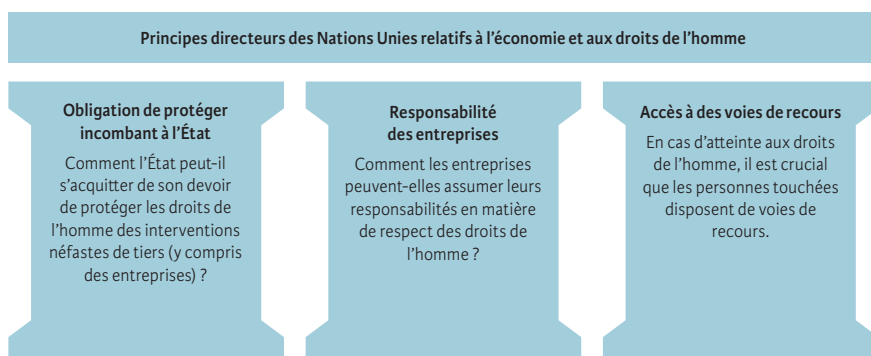 Principes directeurs des Nations Unies relatifs à l’économie et aux droits de l’homme
Obligation de protéger
incombant à l’État
Comment l’État peut-il
s’acquitter de son devoir
de protéger les droits de
l’homme des interventions
néfastes de tiers (y compris
des entreprises) ?
Responsabilité
des entreprises
Comment les entreprises
peuvent-elles assumer leurs
responsabilités en matière
de respect des droits de
l’homme ?
Accès à des voies de recours
En cas d’atteinte aux droits
de l’homme, il est crucial
que les personnes touchées
disposent de voies de
recours.